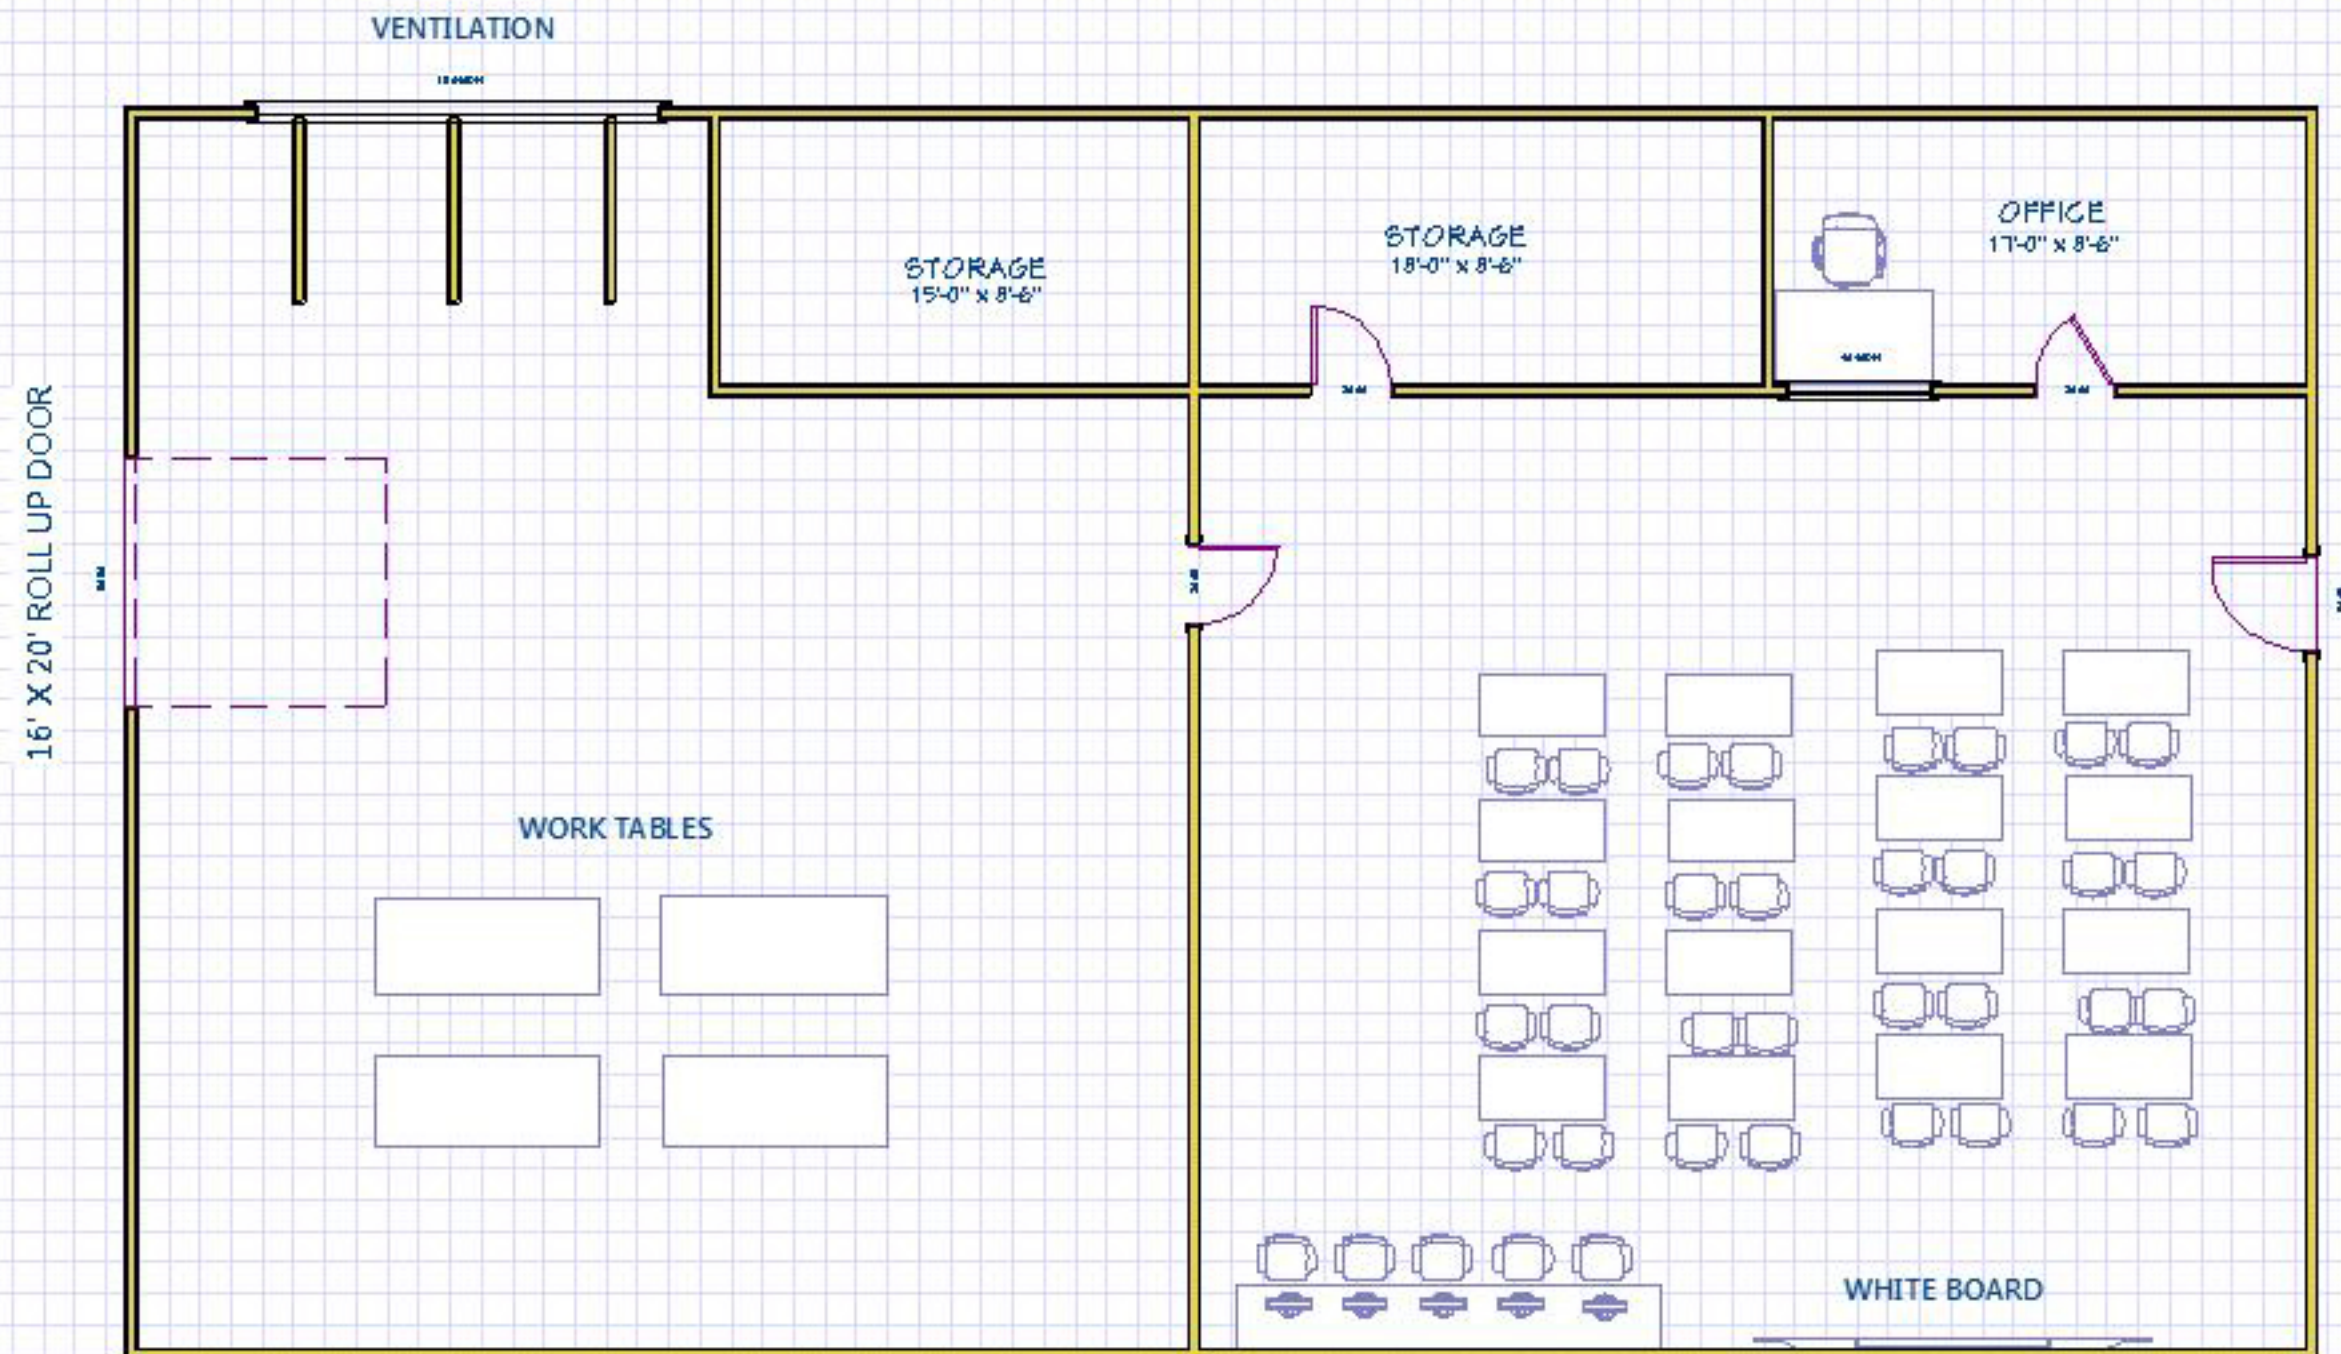 VENTILATION
STORAGE
15'-0" x 8'-6"
STORAGE
18'-0" x 8'-6"
OFFICE
17'-0" x 8'-6"
16' X 20' ROLL UP DOOR
WORK TABLES
WHITE BOARD